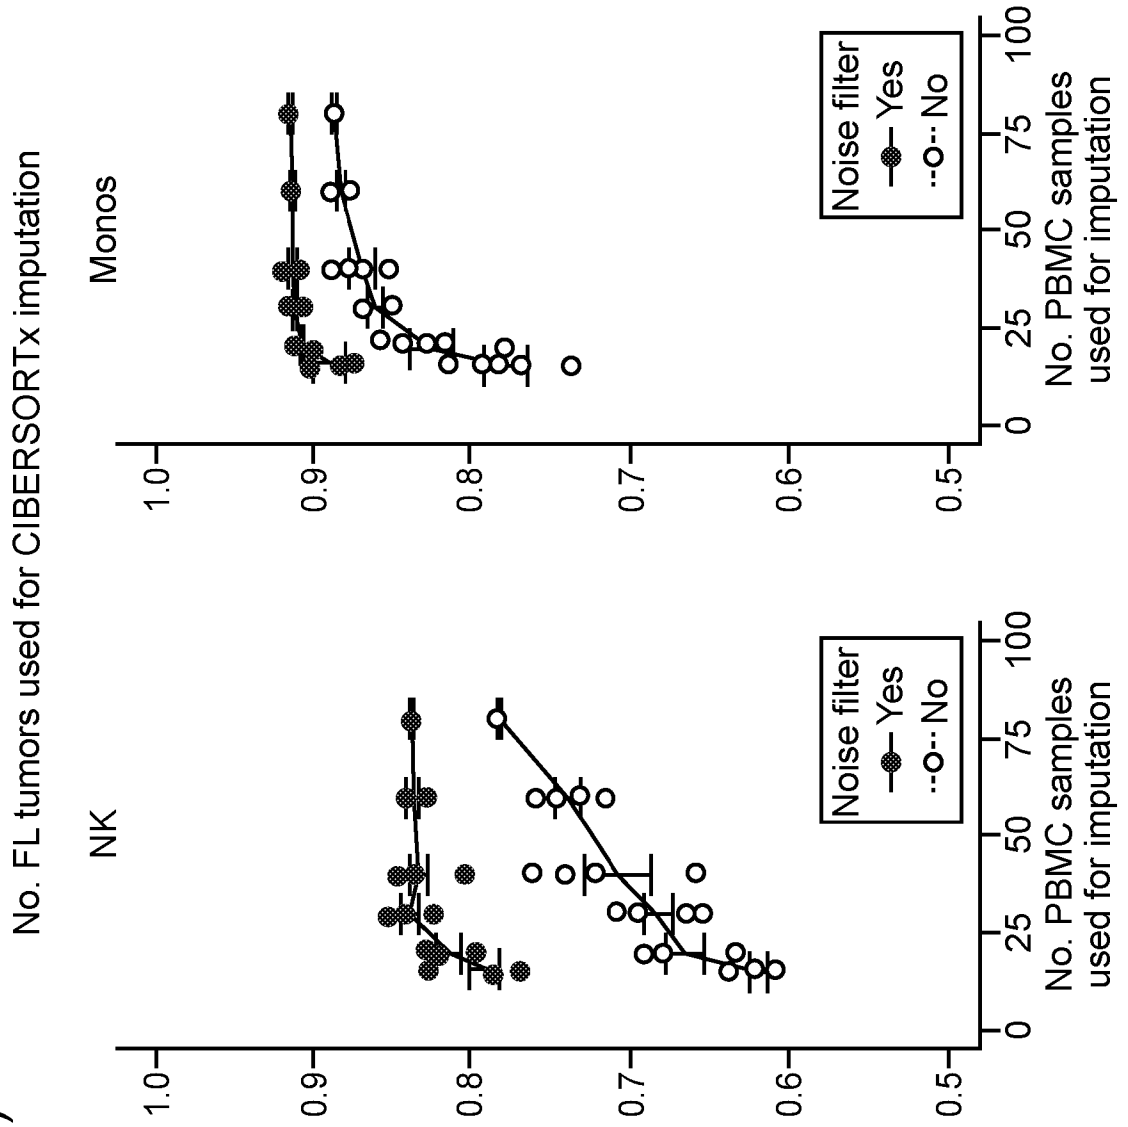 No. FL tumors used for CIBERSORTx imputation
NK
1.0
0.9
0.8
0.7
0.6
0.5
0
25
50
75
100
Noise filter
Yes
No
No. PBMC samples
used for imputation
Monos
1.0
0.9
0.8
0.7
0.6
0.5
0
25
50
75
100
Noise filter
Yes
No
No. PBMC samples
used for imputation